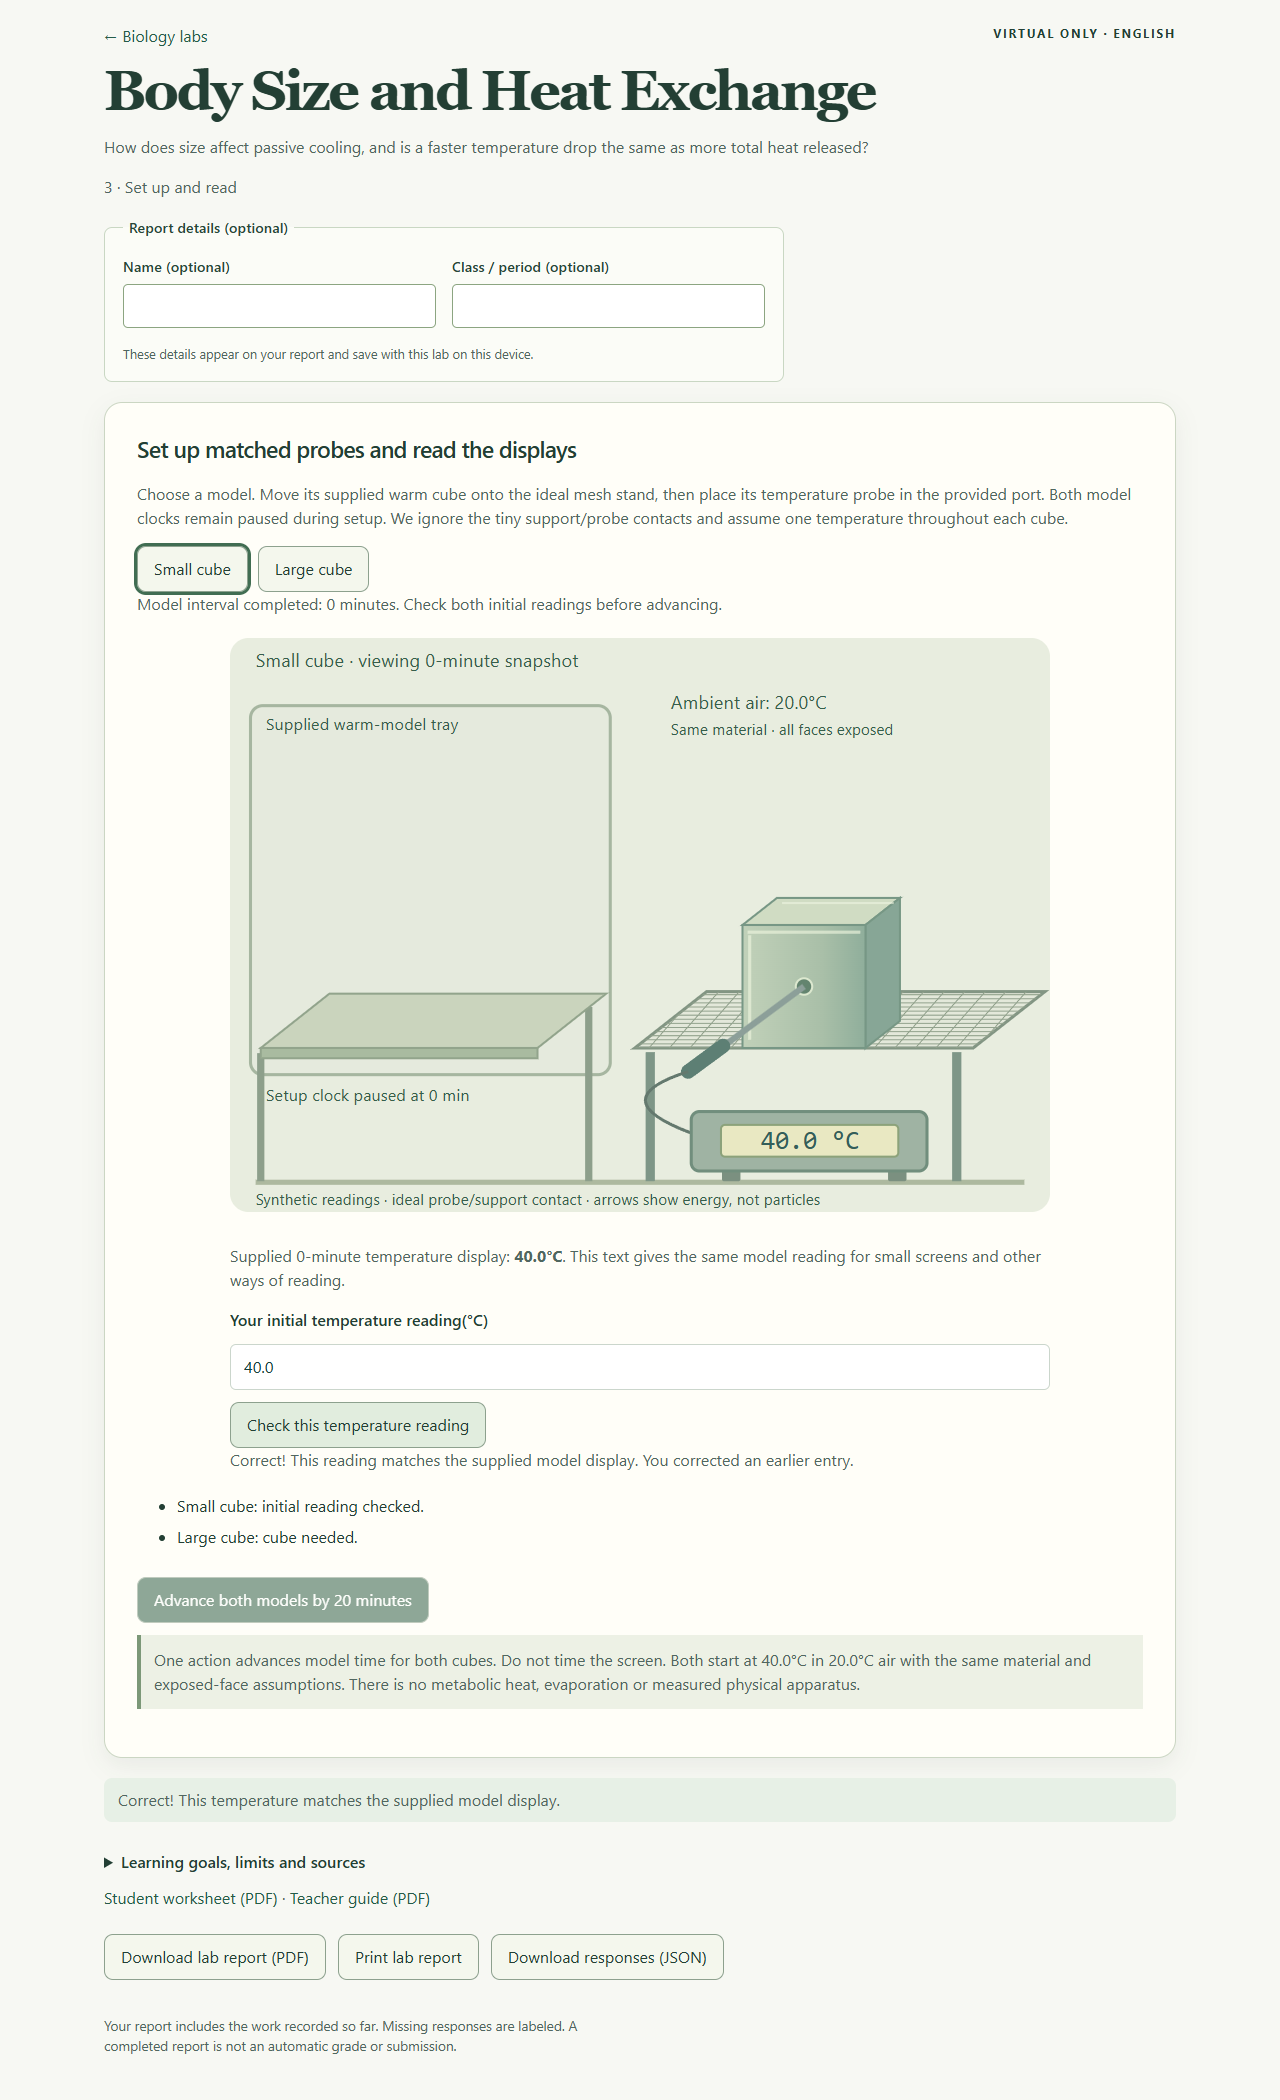 ← Biology labs
VIRTUAL ONLY · ENGLISH
Body Size and Heat Exchange
How does size affect passive cooling, and is a faster temperature drop the same as more total heat released?
3 · Set up and read
Report details (optional)
Name (optional)
Class / period (optional)
These details appear on your report and save with this lab on this device.
Set up matched probes and read the displays
Choose a model. Move its supplied warm cube onto the ideal mesh stand, then place its temperature probe in the provided port. Both model
clocks remain paused during setup. We ignore the tiny support/probe contacts and assume one temperature throughout each cube.
Small cube
Large cube
Model interval completed: 0 minutes. Check both initial readings before advancing.
Small cube · viewing 0-minute snapshot
Ambient air: 20.0°C
Supplied warm-model tray
Same material · all faces exposed
Setup clock paused at 0 min
40.0 °C
Synthetic readings · ideal probe/support contact · arrows show energy, not particles
Supplied 0-minute temperature display: 40.0°C. This text gives the same model reading for small screens and other
ways of reading.
Your initial temperature reading(°C)
40.0
Check this temperature reading
Correct! This reading matches the supplied model display. You corrected an earlier entry.
• Small cube: initial reading checked.
• Large cube: cube needed.
Advance both models by 20 minutes
One action advances model time for both cubes. Do not time the screen. Both start at 40.0°C in 20.0°C air with the same material and
exposed-face assumptions. There is no metabolic heat, evaporation or measured physical apparatus.
Correct! This temperature matches the supplied model display.
▶ Learning goals, limits and sources
Student worksheet (PDF) · Teacher guide (PDF)
Download lab report (PDF)
Print lab report
Download responses (JSON)
Your report includes the work recorded so far. Missing responses are labeled. A
completed report is not an automatic grade or submission.